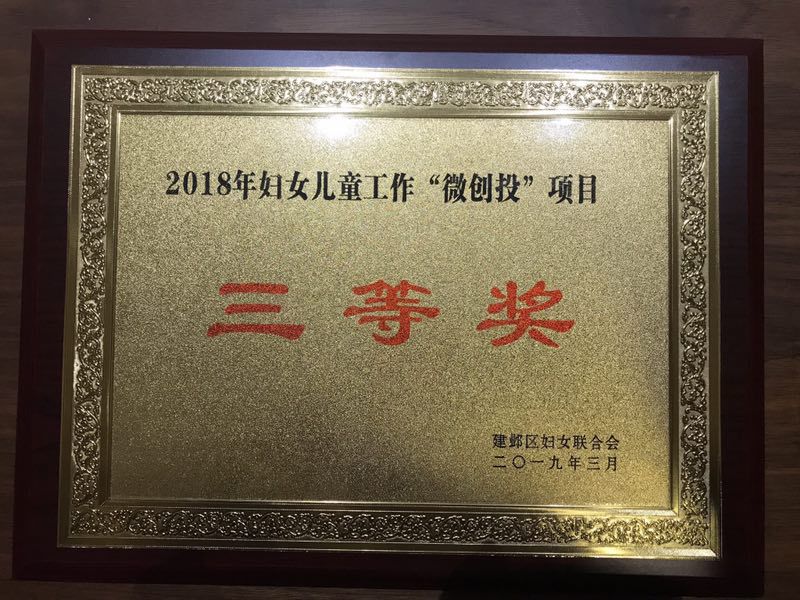 2018年妇女儿童工作“微创投”项目
三等奖
建邺区妇女联合会
二〇一九年三月